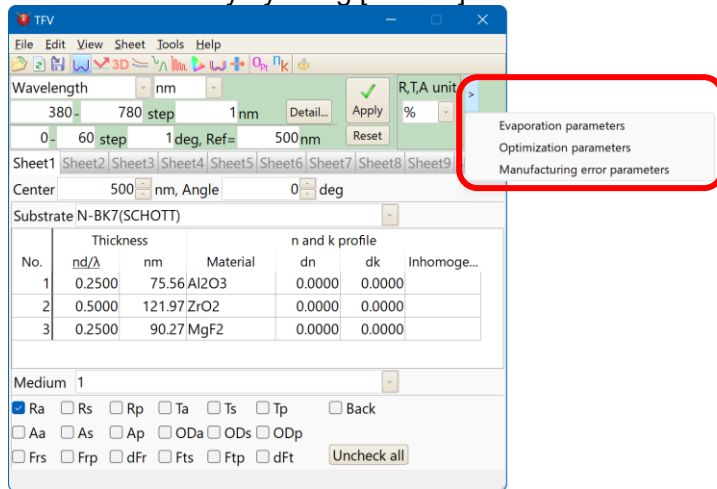 TFV
File Edit View Sheet Tools Help
3D OPt nK
Wavelength nm R,T,A unit >
380 - 780 step 1 nm Detail... Apply %
0 - 60 step 1 deg, Ref= 500 nm Reset
Evaporation parameters
Optimization parameters
Manufacturing error parameters
Sheet1 Sheet2 Sheet3 Sheet4 Sheet5 Sheet6 Sheet7 Sheet8 Sheet9
Center 500 nm, Angle 0 deg
Substrate N-BK7(SCHOTT)
Thickness n and k profile
No. nd/λ nm Material dn dk Inhomoge...
1 0.2500 75.56 Al2O3 0.0000 0.0000
2 0.5000 121.97 ZrO2 0.0000 0.0000
3 0.2500 90.27 MgF2 0.0000 0.0000
Medium 1
Ra Rs Rp Ta Ts Tp Back
Aa As Ap ODa ODs ODp
Frs Frp dFr Fts Ftp dFt Uncheck all